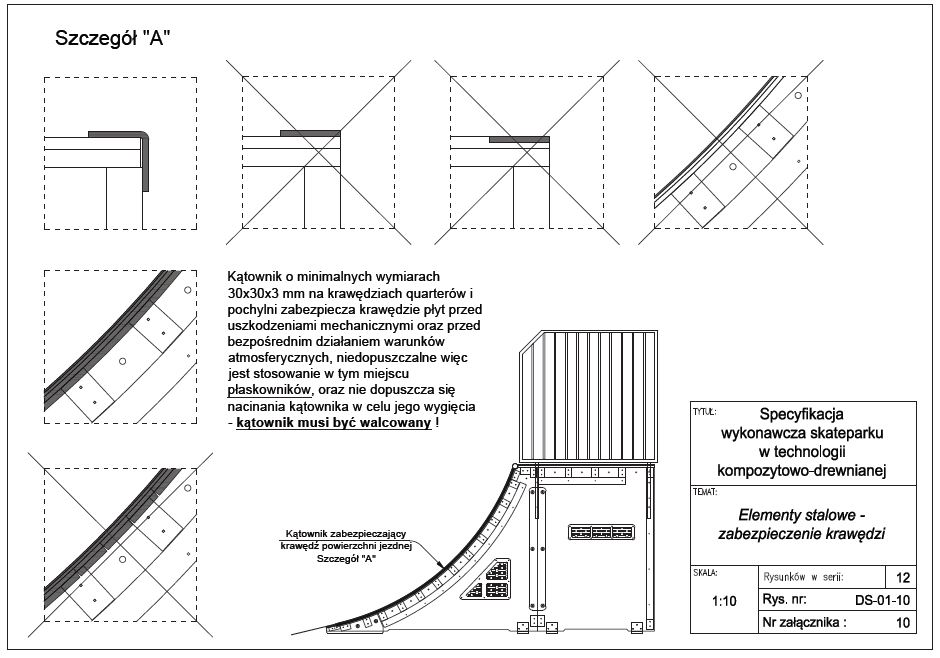 Szczegół "A"
Kątownik o minimalnych wymiarach
30x30x3 mm na krawędziach quarterów i
pochylni zabezpiecza krawędzie płyt przed
uszkodzeniami mechanicznymi oraz przed
bezpośrednim działaniem warunków
atmosferycznych, niedopuszczalne więc
jest stosowanie w tym miejscu
płaskowników, oraz nie dopuszcza się
nacinania kątownika w celu jego wygięcia
- kątownik musi być walcowany !
Kątownik zabezpieczający
krawędź powierzchni jezdnej
Szczegół "A"
TYTUŁ:
Specyfikacja
wykonawcza skateparku
w technologii
kompozytowo-drewnianej
TEMAT:
Elementy stalowe -
zabezpieczenie krawędzi
SKALA:
1:10
Rysunków w serii: 12
Rys. nr: DS-01-10
Nr załącznika : 10